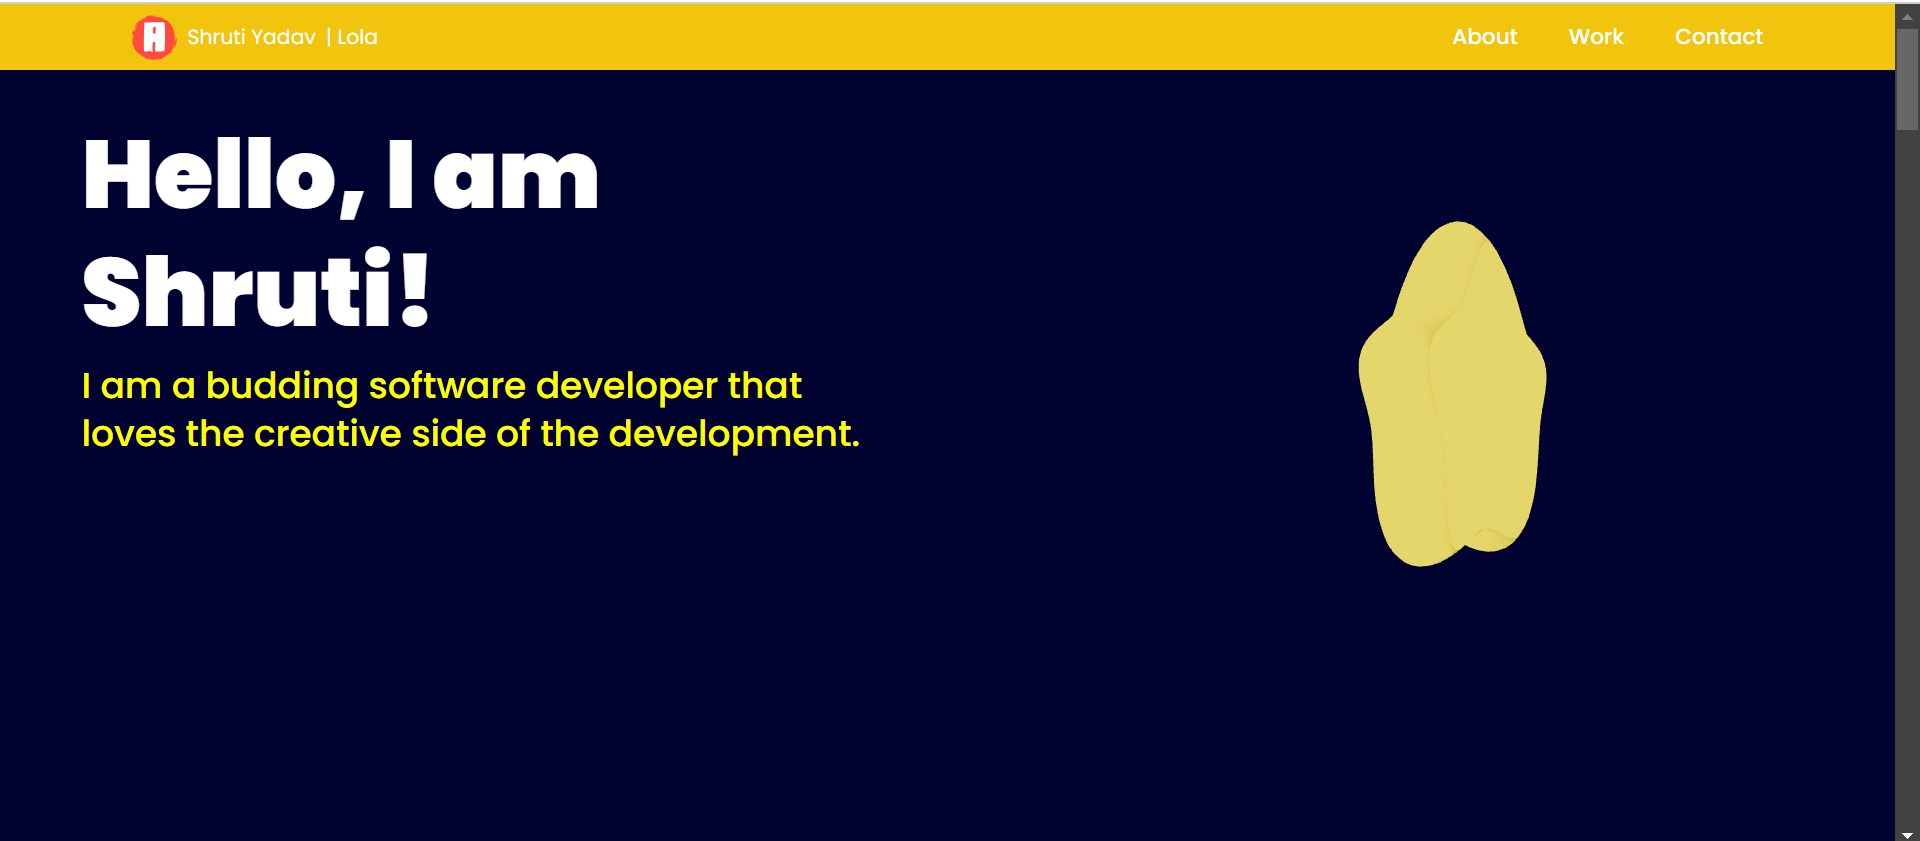 A Shruti Yadav | Lola
About Work Contact
Hello, I am
Shruti!
I am a budding software developer that
loves the creative side of the development.